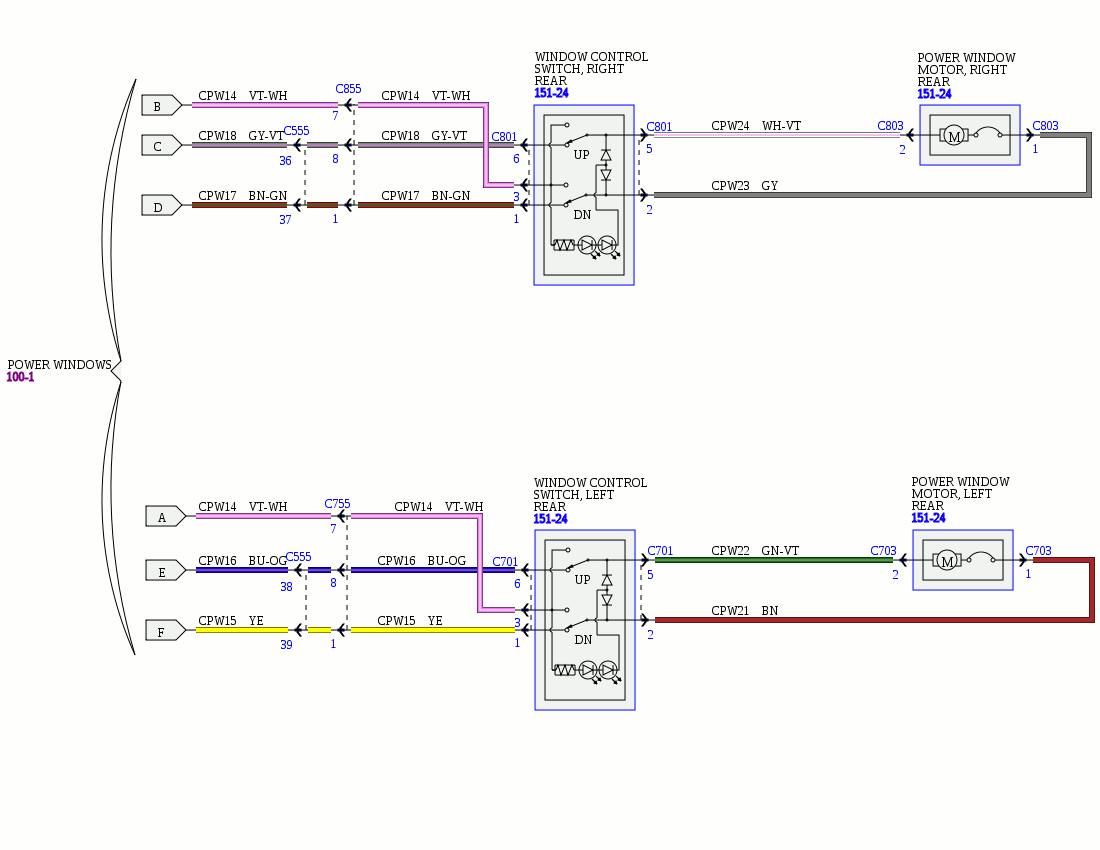 WINDOW CONTROL
SWITCH, RIGHT
REAR
151-24
POWER WINDOW
MOTOR, RIGHT
REAR
151-24
B
CPW14 VT-WH
C855
7
CPW14 VT-WH
C
CPW18 GY-VT
C555
36
8
CPW18 GY-VT
C801
6
D
CPW17 BN-GN
37
1
CPW17 BN-GN
3
1
UP
DN
C801
5
CPW24 WH-VT
C803
2
M
C803
1
2
CPW23 GY
POWER WINDOWS
100-1
WINDOW CONTROL
SWITCH, LEFT
REAR
151-24
POWER WINDOW
MOTOR, LEFT
REAR
151-24
A
CPW14 VT-WH
C755
7
CPW14 VT-WH
E
CPW16 BU-OG
C555
38
8
CPW16 BU-OG
C701
6
F
CPW15 YE
39
1
CPW15 YE
3
1
UP
DN
C701
5
CPW22 GN-VT
C703
2
M
C703
1
2
CPW21 BN